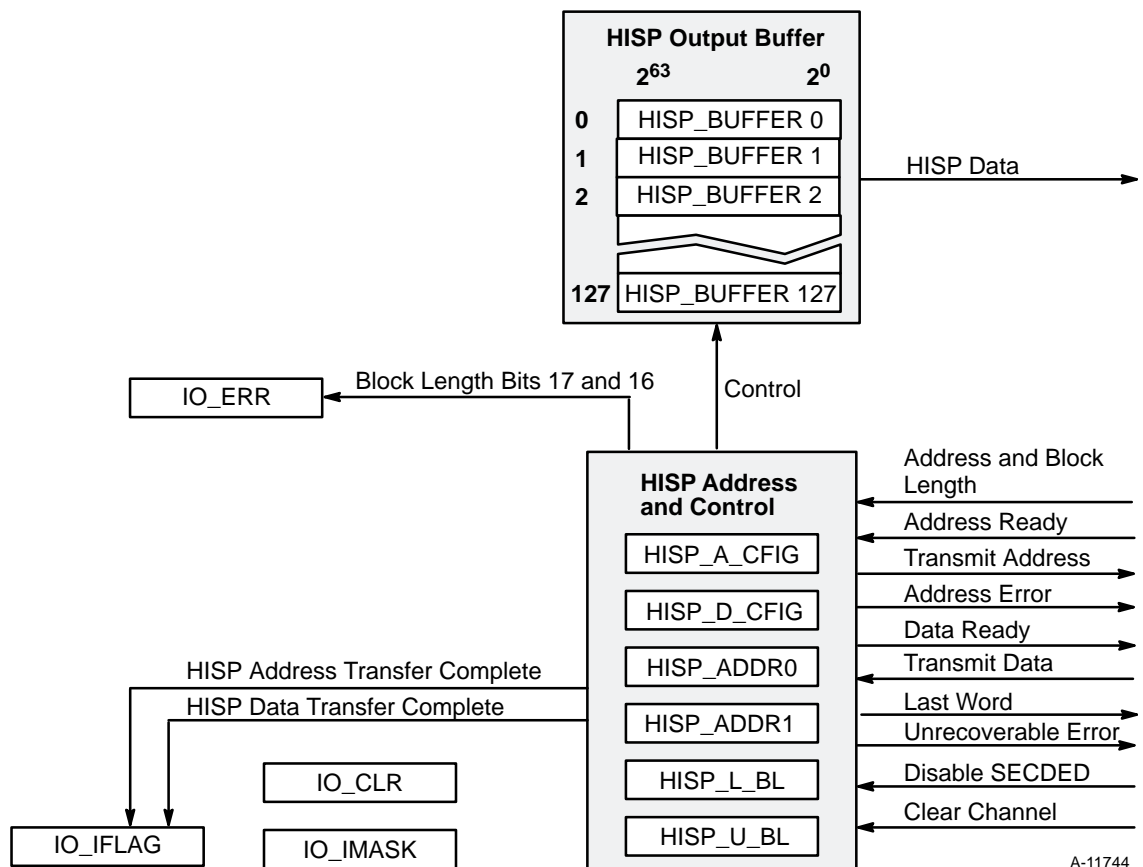 HISP Output Buffer
2^63 2^0
0 HISP_BUFFER 0
1 HISP_BUFFER 1
2 HISP_BUFFER 2
127 HISP_BUFFER 127
HISP Data
Control
Block Length Bits 17 and 16
IO_ERR
HISP Address
and Control
HISP_A_CFIG
HISP_D_CFIG
HISP_ADDR0
HISP_ADDR1
HISP_L_BL
HISP_U_BL
Address and Block
Length
Address Ready
Transmit Address
Address Error
Data Ready
Transmit Data
Last Word
Unrecoverable Error
Disable SECDED
Clear Channel
HISP Address Transfer Complete
HISP Data Transfer Complete
IO_CLR
IO_IFLAG
IO_IMASK
A-11744